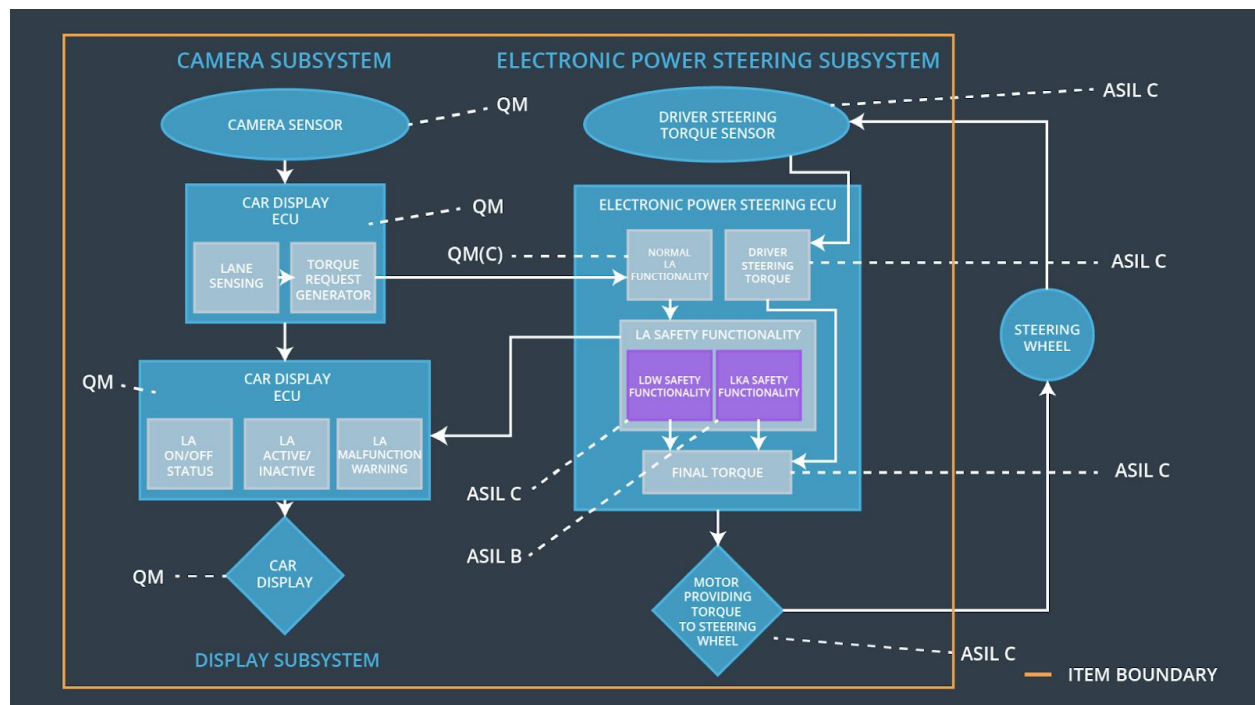 CAMERA SUBSYSTEM
ELECTRONIC POWER STEERING SUBSYSTEM
CAMERA SENSOR
QM
DRIVER STEERING
TORQUE SENSOR
ASIL C
CAR DISPLAY
ECU
QM
LANE
SENSING
TORQUE
REQUEST
GENERATOR
QM(C)
ELECTRONIC POWER STEERING ECU
NORMAL
LA
FUNCTIONALITY
DRIVER
STEERING
TORQUE
ASIL C
LA SAFETY FUNCTIONALITY
LDW SAFETY
FUNCTIONALITY
LKA SAFETY
FUNCTIONALITY
STEERING
WHEEL
QM
CAR DISPLAY
ECU
LA
ON/OFF
STATUS
LA
ACTIVE/
INACTIVE
LA
MALFUNCTION
WARNING
FINAL TORQUE
ASIL C
ASIL C
ASIL B
QM
CAR
DISPLAY
MOTOR
PROVIDING
TORQUE
TO STEERING
WHEEL
ASIL C
DISPLAY SUBSYSTEM
ITEM BOUNDARY